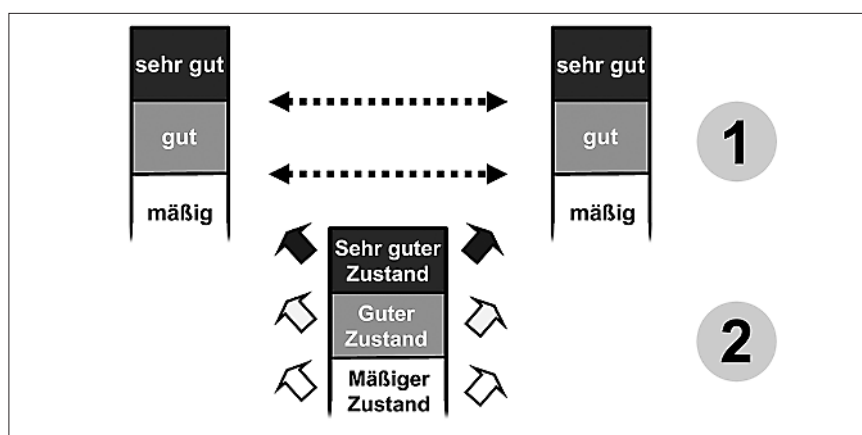 sehr gut
gut
mäßig
sehr gut
gut
mäßig
1
Sehr guter
Zustand
Guter
Zustand
Mäßiger
Zustand
2